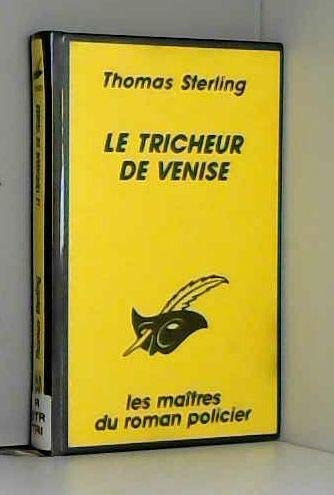 Thomas Sterling
LE TRICHEUR
DE VENISE
les maîtres
du roman policier